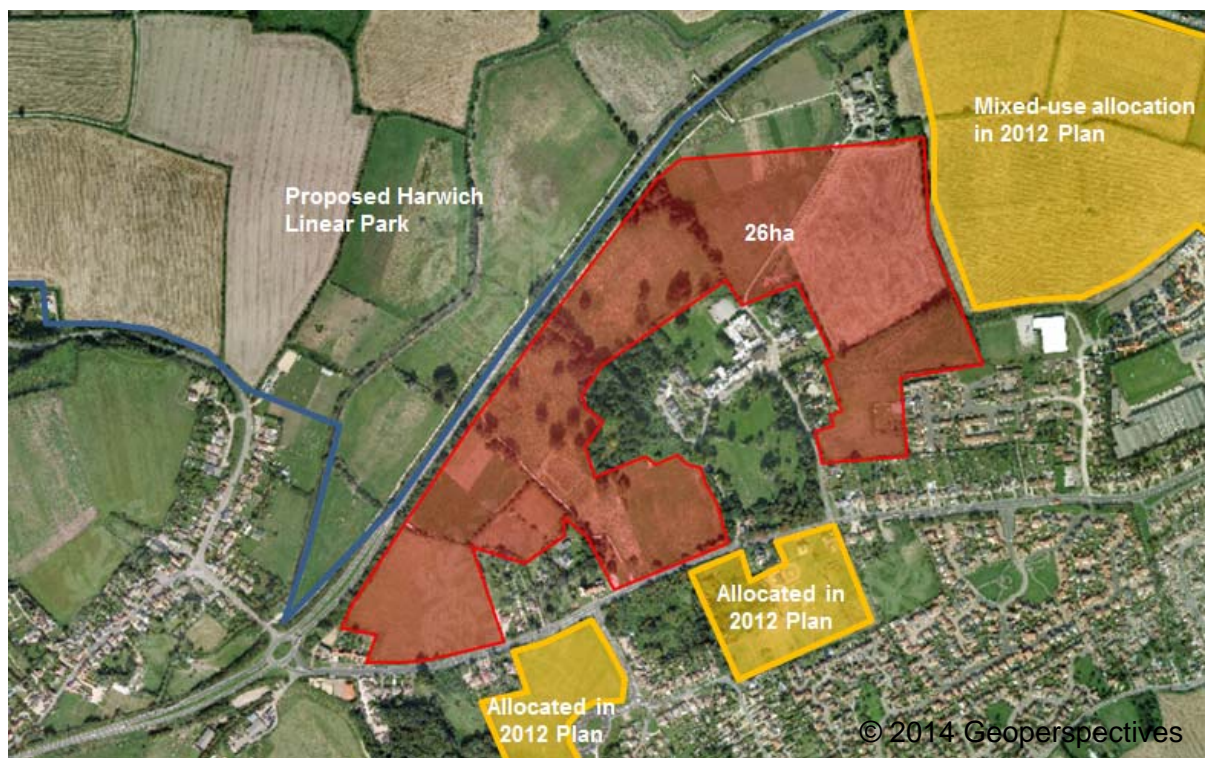 Mixed-use allocation
in 2012 Plan
Proposed Harwich
Linear Park
26ha
Allocated in
2012 Plan
Allocated in
2012 Plan
© 2014 Geoperspectives